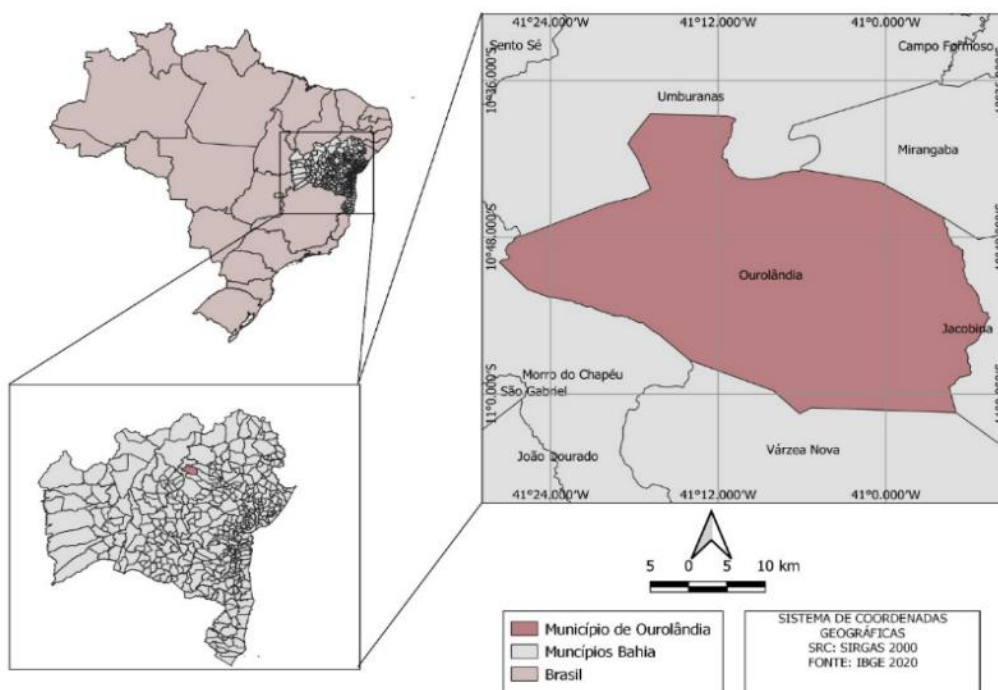 41°24.000'W 41°12.000'W 41°0.000'W
Sento Sé
Campo Formoso
10°36.000'S
Umburanas
Mirangaba
10°48.000'S
Ourolândia
Jacobina
Morro do Chapéu
São Gabriel
11°0.000'S
João Dourado
Várzea Nova
41°24.000'W 41°12.000'W 41°0.000'W
5 0 5 10 km
Município de Ourolândia
Muncípios Bahia
Brasil
SISTEMA DE COORDENADAS
GEOGRÁFICAS
SRC: SIRGAS 2000
FONTE: IBGE 2020